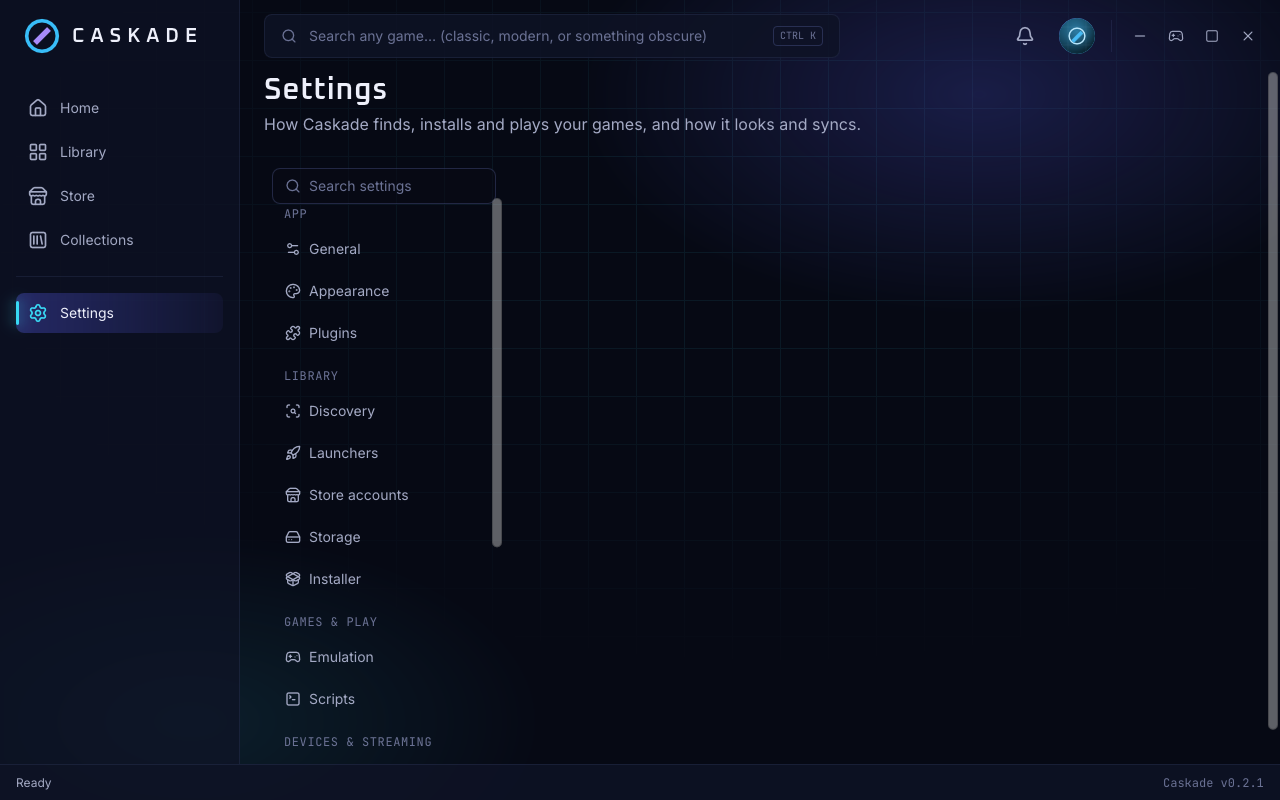 CASKADE
Search any game... (classic, modern, or something obscure)
CTRL K
Home
Library
Store
Collections
Settings
Settings
How Caskade finds, installs and plays your games, and how it looks and syncs.
Search settings
APP
General
Appearance
Plugins
LIBRARY
Discovery
Launchers
Store accounts
Storage
Installer
GAMES & PLAY
Emulation
Scripts
DEVICES & STREAMING
Ready
Caskade v0.2.1